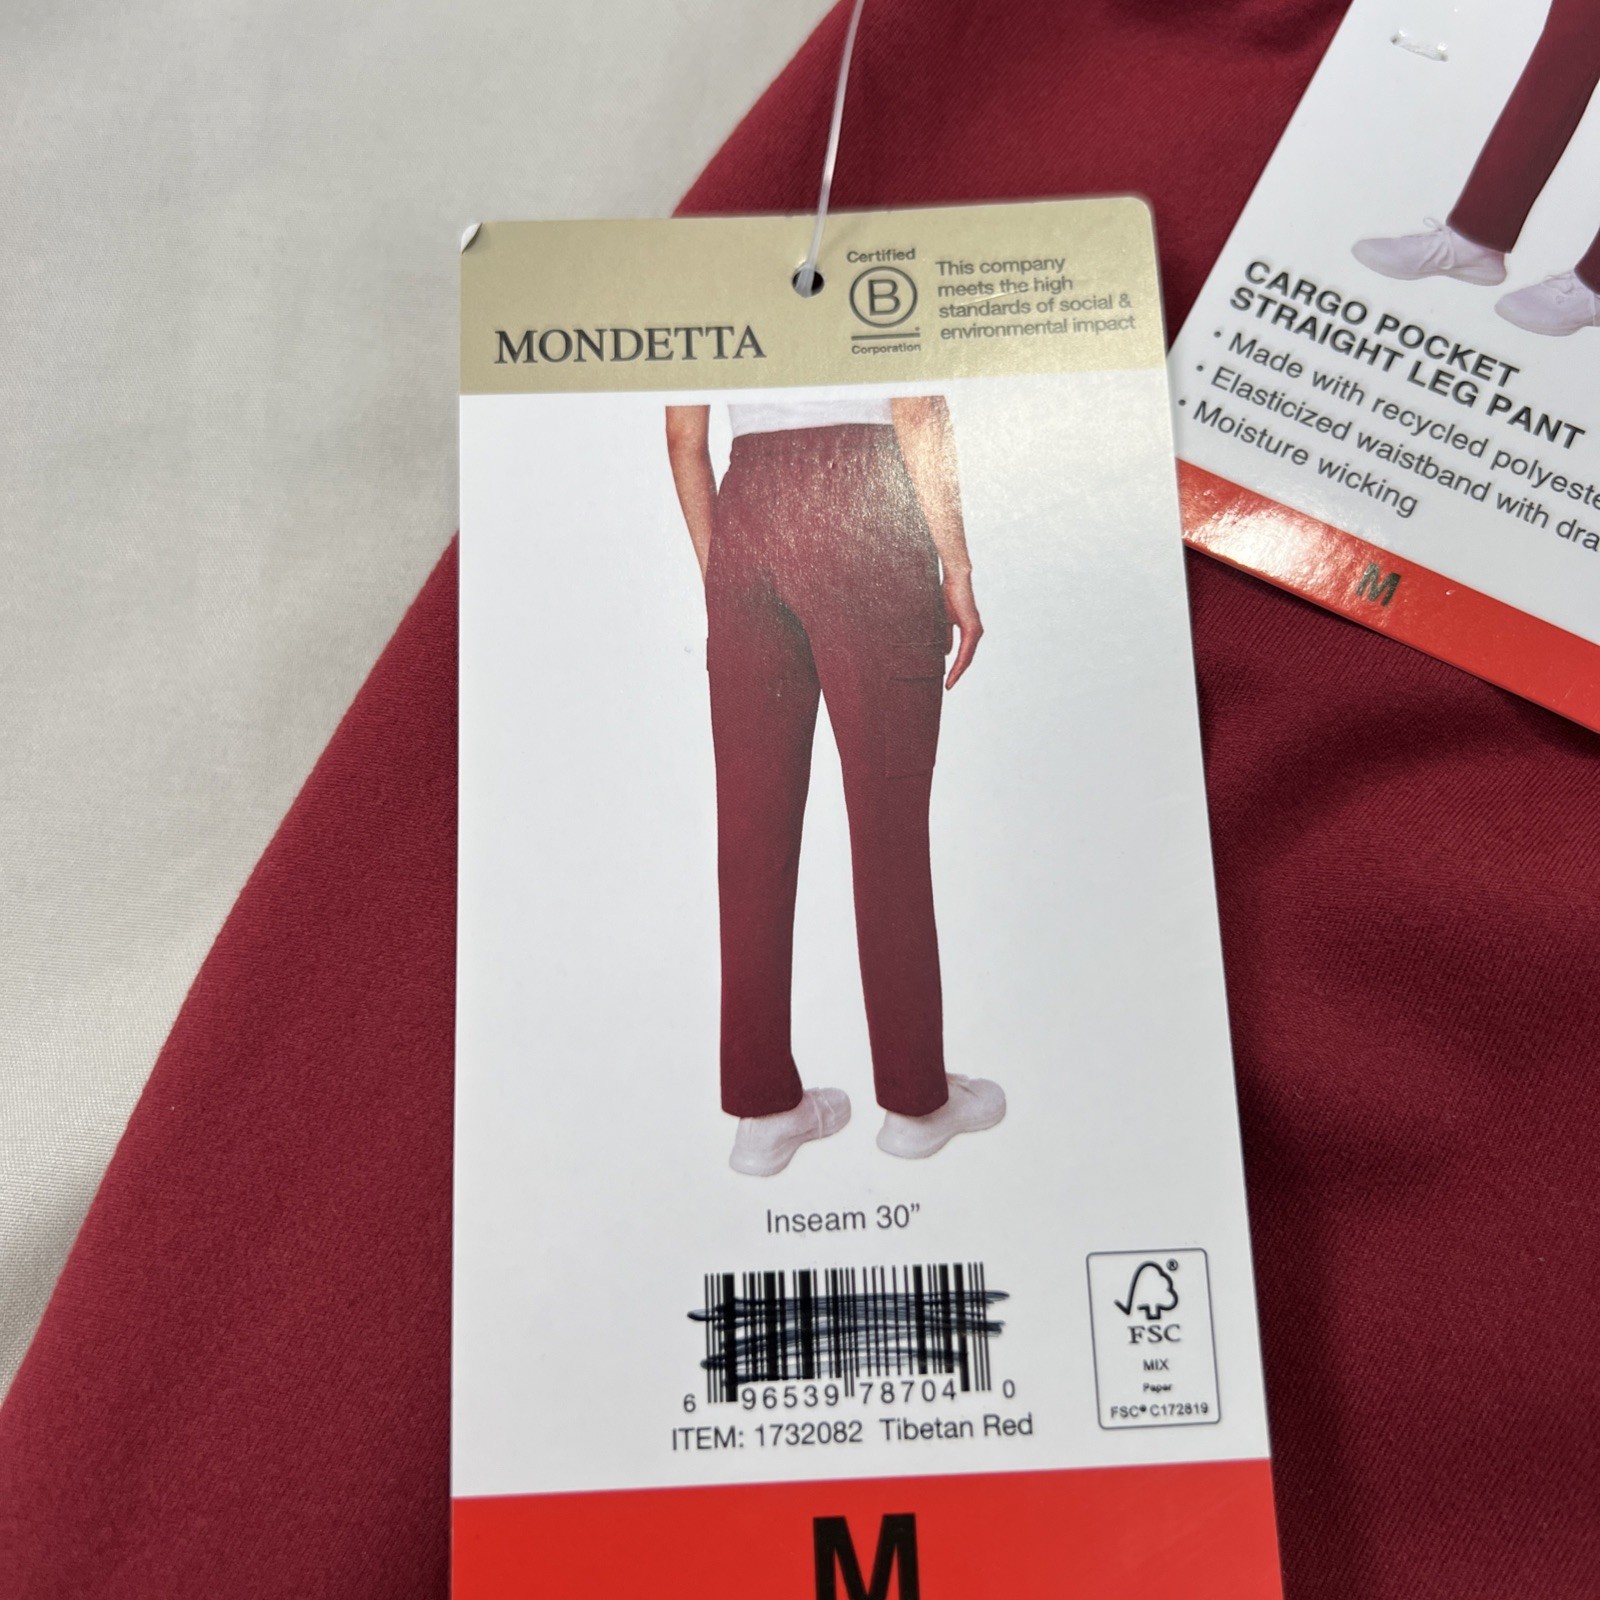 MONDETTA
Certified
B
Corporation
This company
meets the high
standards of social &
environmental impact
Inseam 30”
6 96539 78704 0
ITEM: 1732082 Tibetan Red
FSC
MIX
Paper
FSC® C172819
M
CARGO POCKET
STRAIGHT LEG PANT
• Made with recycled
• Elasticized waistband with
• Moisture wicking
M